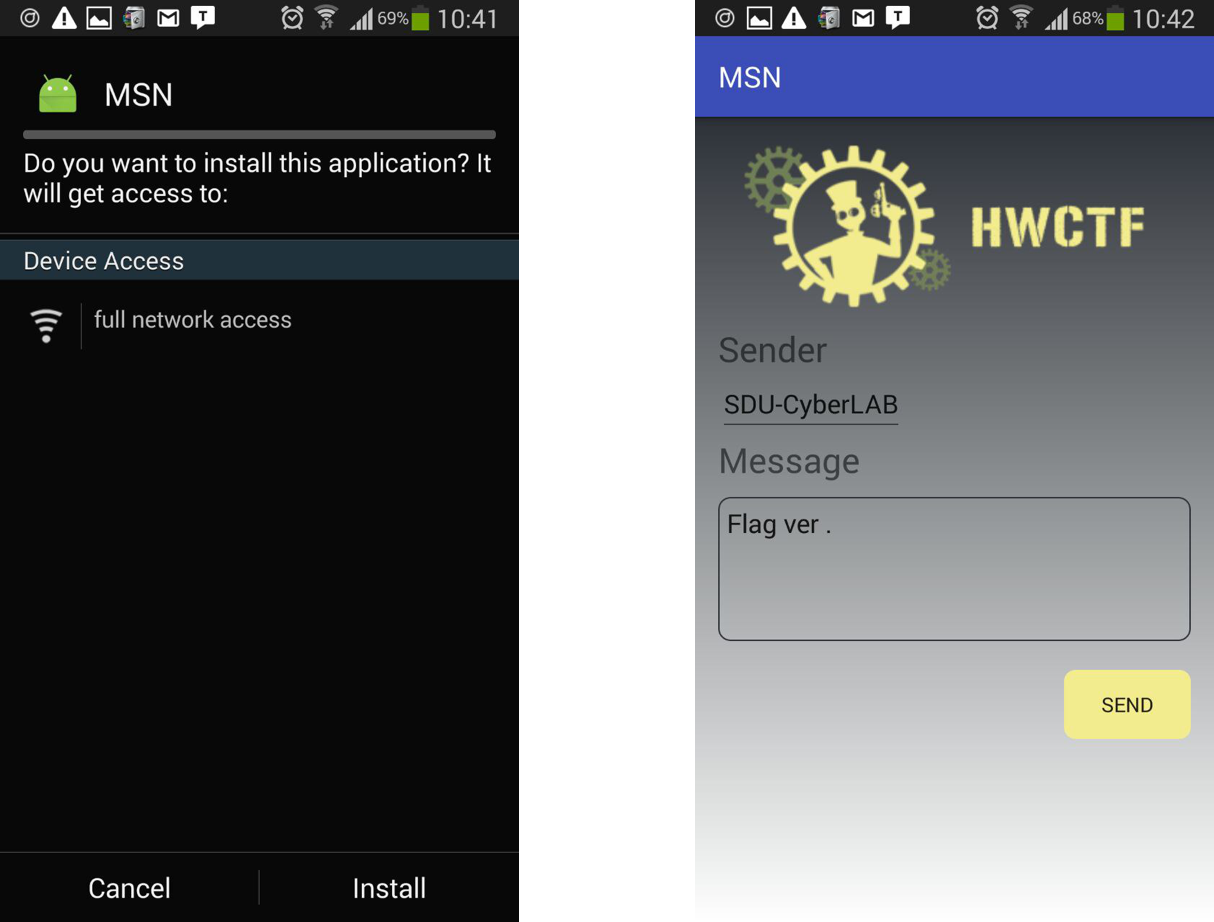 69% 10:41
MSN
Do you want to install this application? It
will get access to:
Device Access
full network access
Cancel Install
68% 10:42
MSN
HWCTF
Sender
SDU-CyberLAB
Message
Flag ver .
SEND